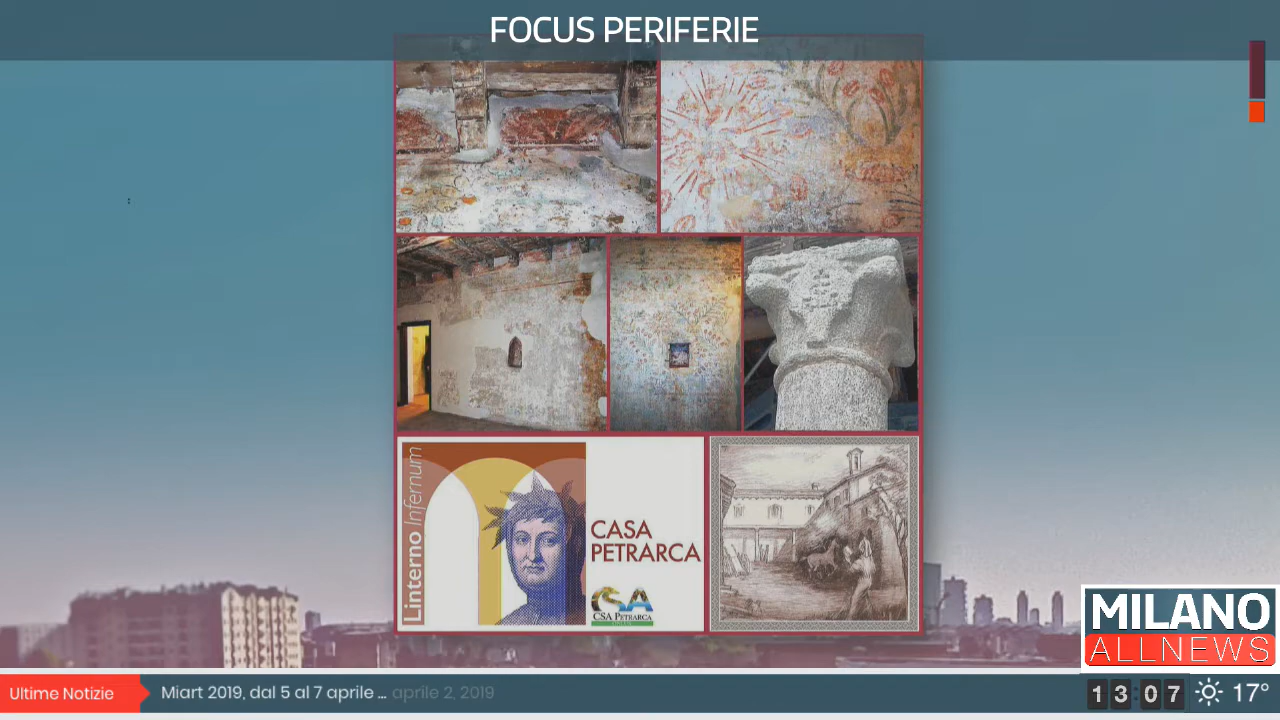 FOCUS PERIFERIE
Linterno Infernum
CASA
PETRARCA
CSA
CSA PETRARCA
MILANO
ALLNEWS
Ultime Notizie
Miart 2019, dal 5 al 7 aprile ... aprile 2, 2019
13:07
17°